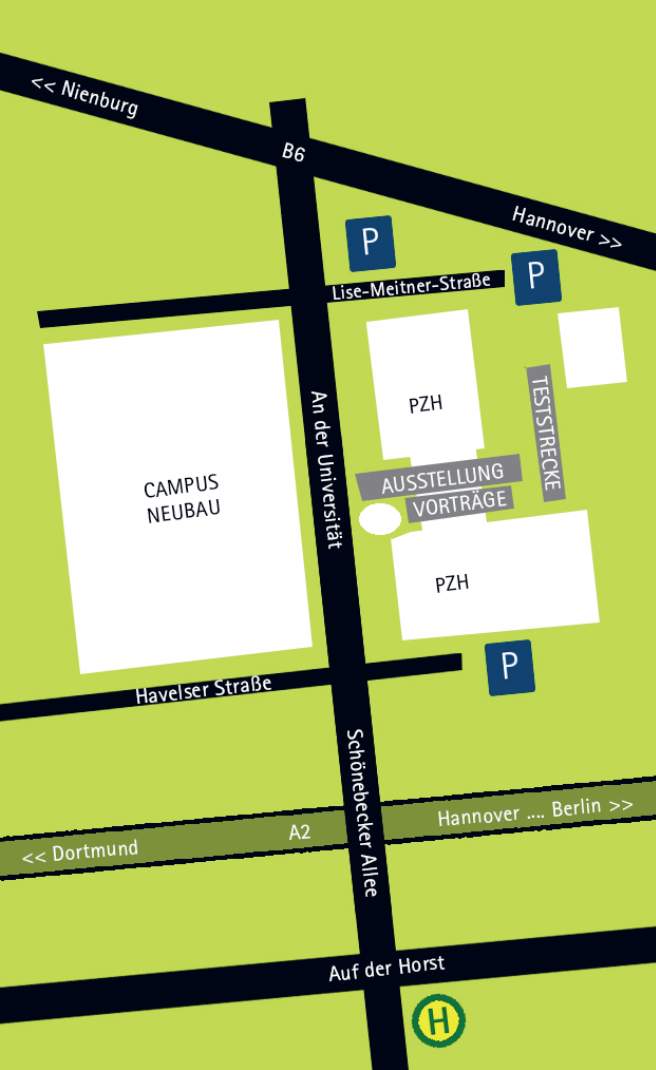 << Nienburg
B6
Hannover >>
P
P
Lise-Meitner-Straße
An der Universität
PZH
TESTSTRECKE
CAMPUS
NEUBAU
AUSSTELLUNG
VORTRÄGE
PZH
P
Havelser Straße
Schönebecker Allee
Hannover .... Berlin >>
A2
<< Dortmund
Auf der Horst
H